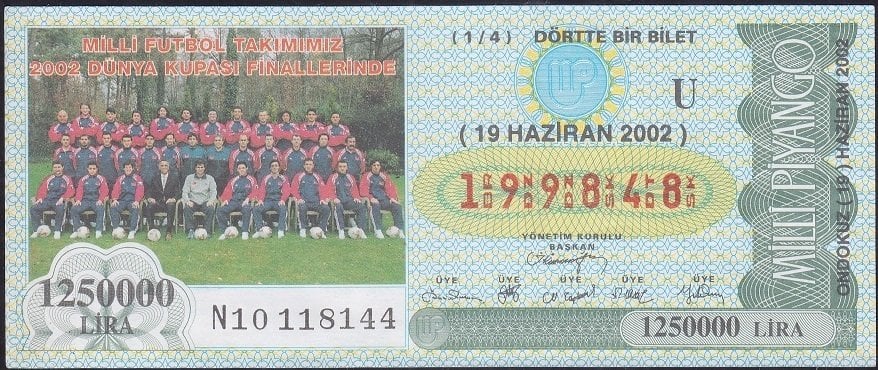 MİLLİ FUTBOL TAKIMIMIZ
2002 DÜNYA KUPASI FİNALLERİNDE
1250000
LİRA
N10 118144
(1/4) DÖRTTE BİR BİLET
U
( 19 HAZİRAN 2002 )
199848
YÖNETİM KURULU
BAŞKAN
ÜYE ÜYE ÜYE ÜYE ÜYE
1250000 LİRA
MİLLİ PİYANGO
ONDOKUZ ( 19 ) HAZİRAN 2002